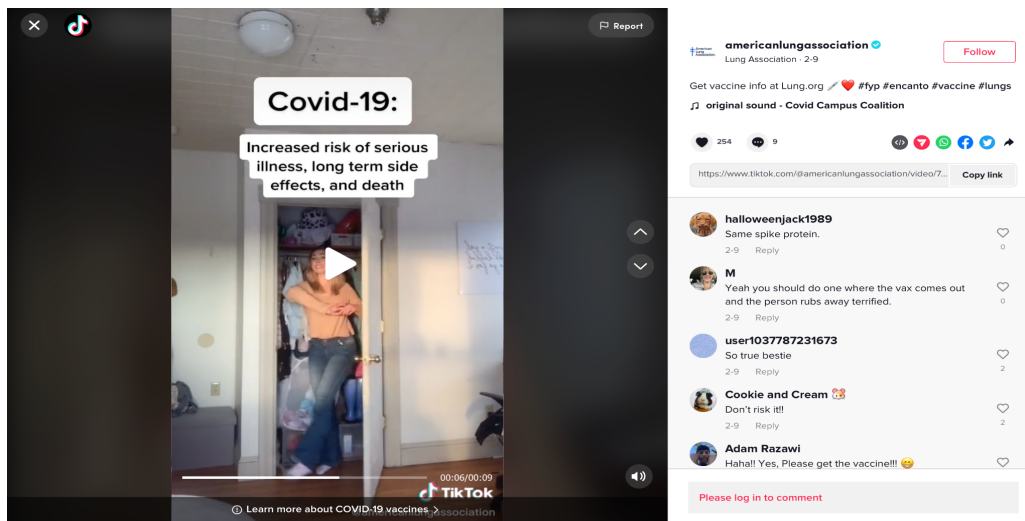 Report
Covid-19:
Increased risk of serious
illness, long term side
effects, and death
00:06/00:09
TikTok
@americanlungassociation
Learn more about COVID-19 vaccines >
American
Lung
Association.
americanlungassociation
Lung Association · 2-9
Follow
Get vaccine info at Lung.org 💉 ❤️ #fyp #encanto #vaccine #lungs
original sound - Covid Campus Coalition
254
9
https://www.tiktok.com/@americanlungassociation/video/7...
Copy link
halloweenjack1989
Same spike protein.
2-9 Reply
0
M
Yeah you should do one where the vax comes out
and the person rubs away terrified.
2-9 Reply
0
user1037787231673
So true bestie
2-9 Reply
2
Cookie and Cream 🐹
Don't risk it!!
2-9 Reply
2
Adam Razawi
Haha!! Yes, Please get the vaccine!!! 😁
Please log in to comment